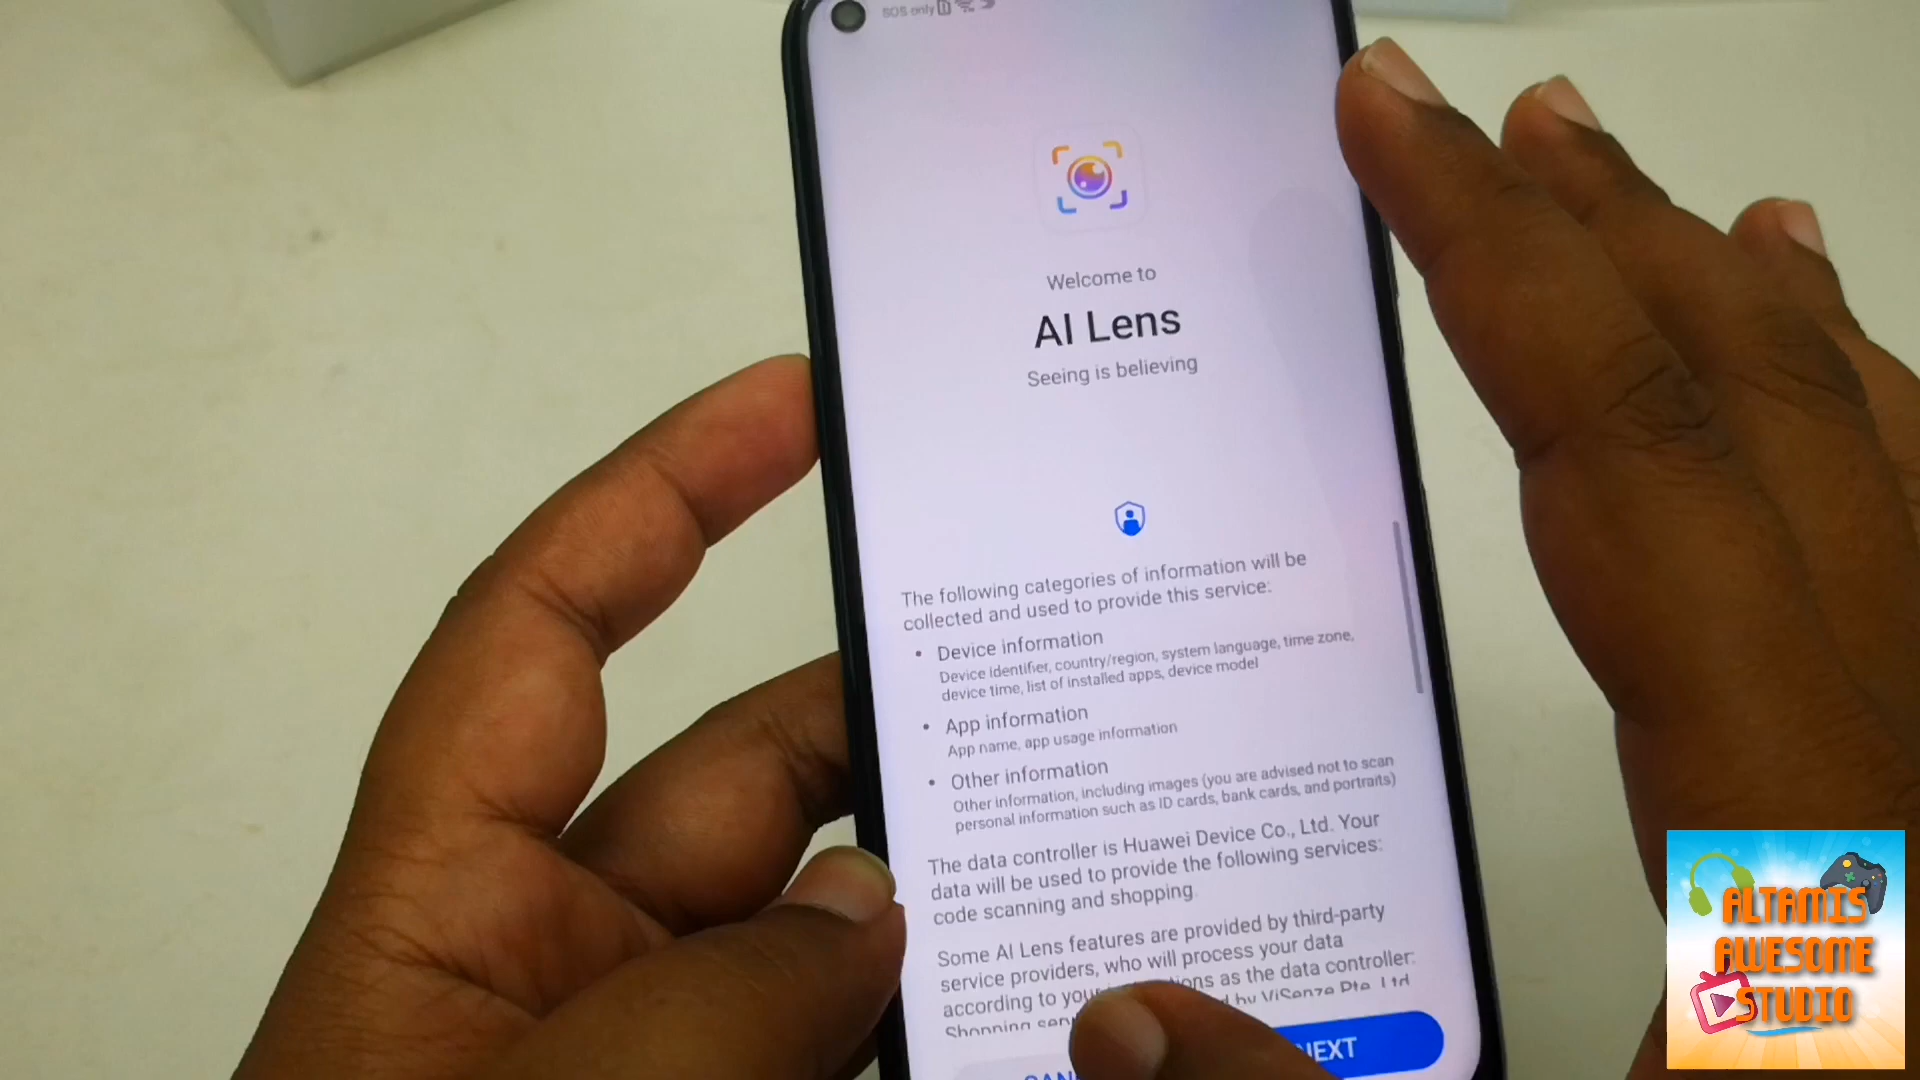 SOS only
Welcome to
AI Lens
Seeing is believing
The following categories of information will be
collected and used to provide this service:
• Device information
Device identifier, country/region, system language, time zone,
device time, list of installed apps, device model
• App information
App name, app usage information
• Other information
Other information, including images (you are advised not to scan
personal information such as ID cards, bank cards, and portraits)
The data controller is Huawei Device Co., Ltd. Your
data will be used to provide the following services:
code scanning and shopping.
Some AI Lens features are provided by third-party
service providers, who will process your data
according to your as the data controller:
Shopping by ViSenze Pte. Ltd
NEXT
ALTAMIS
AWESOME
STUDIO